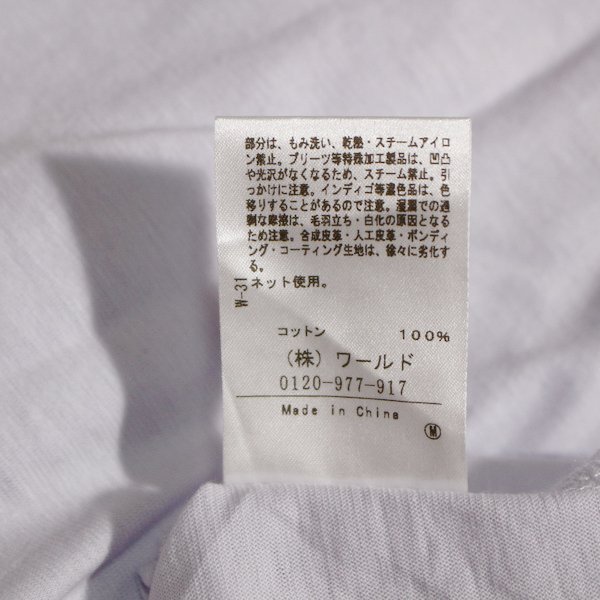 部分は、もみ洗い、乾熱・スチームアイロ
ン禁止。プリーツ等特殊加工製品は、凹凸
や光沢がなくなるため、スチーム禁止。引
っかけに注意。インディゴ等濃色品は、色
移りすることがあるので注意。湿潤での過
剰な摩擦は、毛羽立ち・白化の原因となる
ため注意。合成皮革・人工皮革・ボンディ
ング・コーティング生地は、徐々に劣化す
る。
ネット使用。
W-31
コットン 100%
(株) ワールド
0120-977-917
Made in China
M